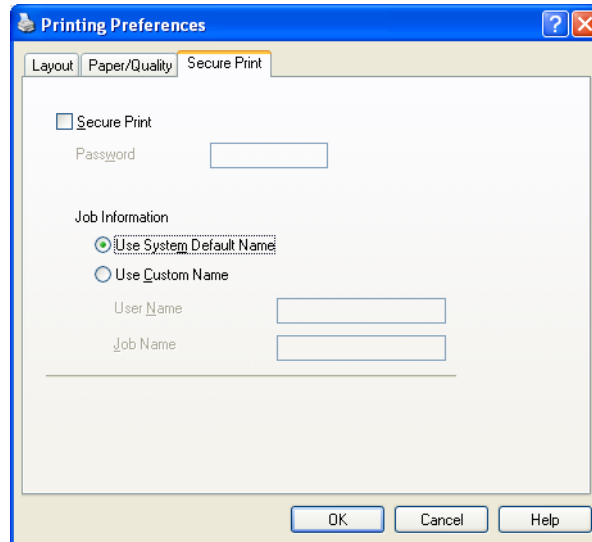 Printing Preferences
Layout Paper/Quality Secure Print
Secure Print
Password
Job Information
Use System Default Name
Use Custom Name
User Name
Job Name
OK Cancel Help